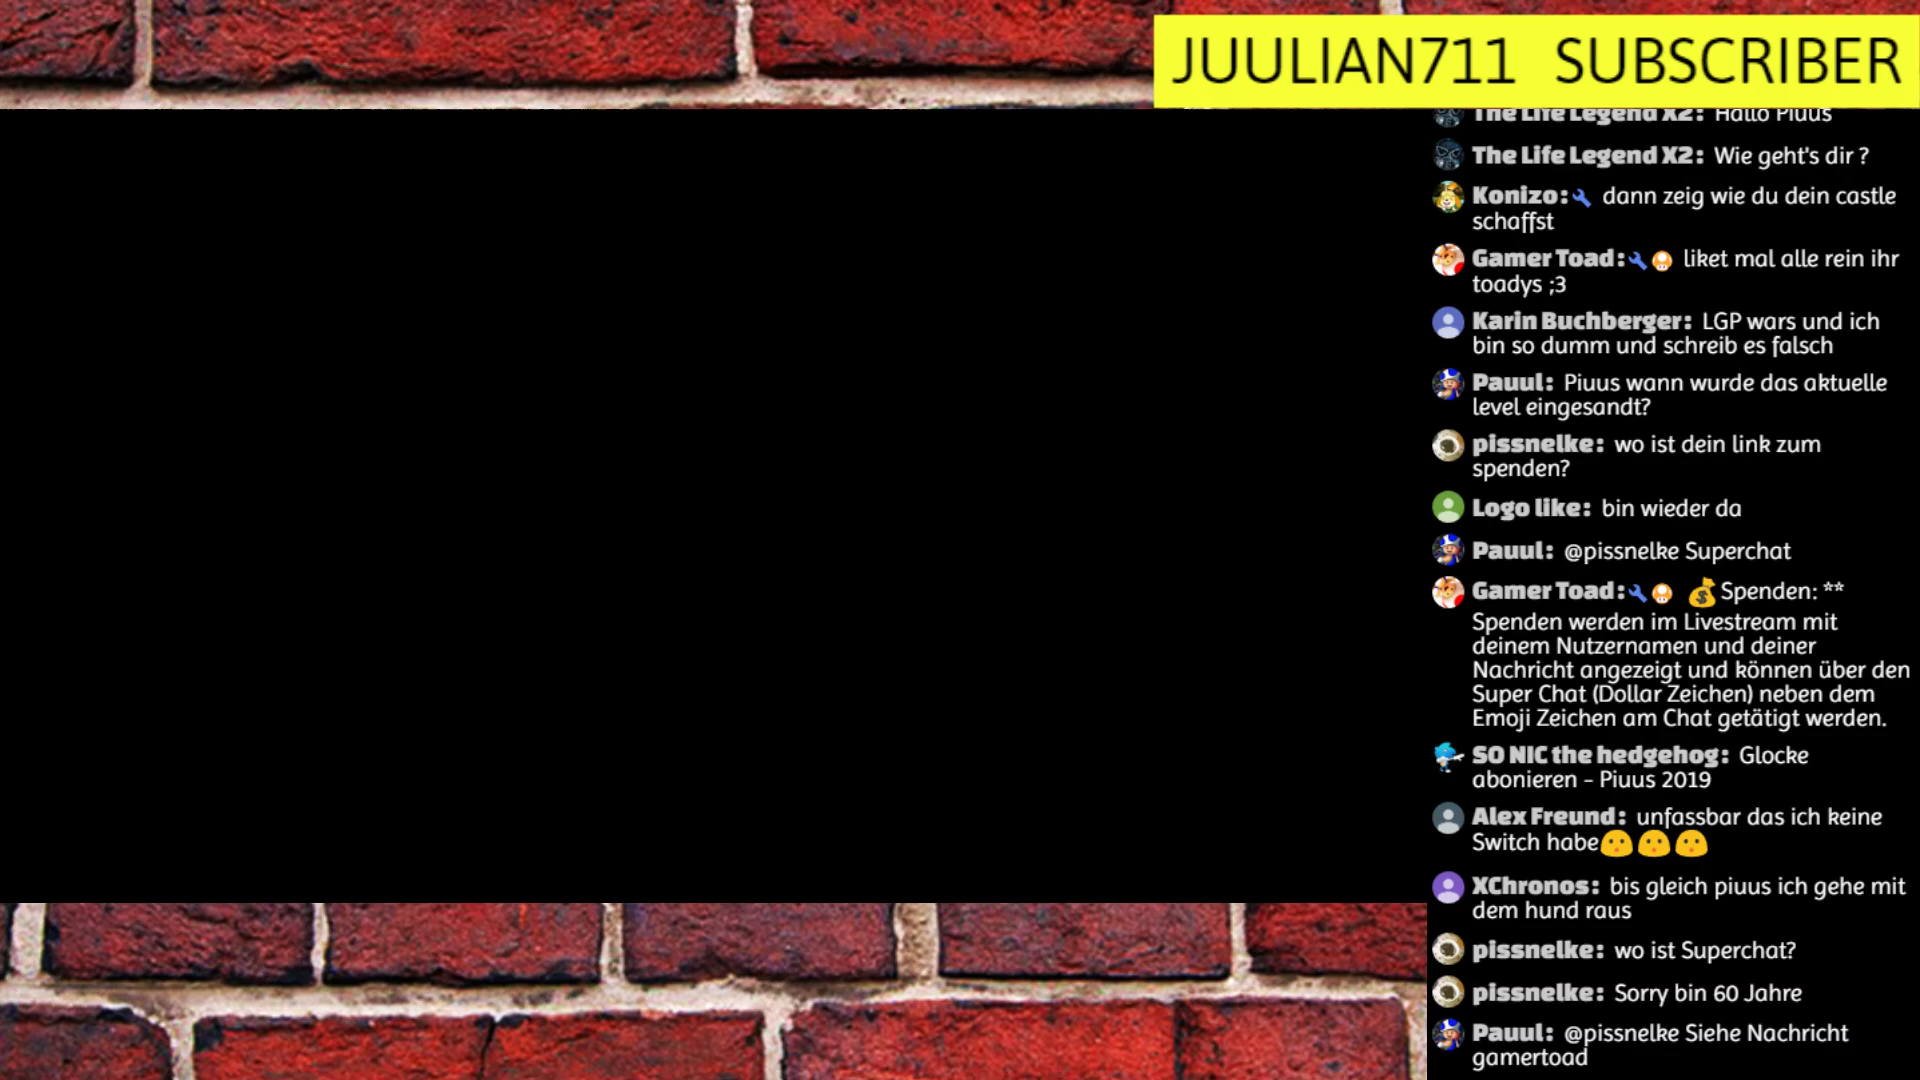 JUULIAN711 SUBSCRIBER
The Life Legend X2: Hallo Piuus
The Life Legend X2: Wie geht's dir ?
Konizo: dann zeig wie du dein castle
schaffst
Gamer Toad: liket mal alle rein ihr
toadys ;3
Karin Buchberger: LGP wars und ich
bin so dumm und schreib es falsch
Pauul: Piuus wann wurde das aktuelle
level eingesandt?
pissnelke: wo ist dein link zum
spenden?
Logo like: bin wieder da
Pauul: @pissnelke Superchat
Gamer Toad: 💰Spenden: **
Spenden werden im Livestream mit
deinem Nutzernamen und deiner
Nachricht angezeigt und können über den
Super Chat (Dollar Zeichen) neben dem
Emoji Zeichen am Chat getätigt werden.
SO NIC the hedgehog: Glocke
abonieren - Piuus 2019
Alex Freund: unfassbar das ich keine
Switch habe😗😗😗
XChronos: bis gleich piuus ich gehe mit
dem hund raus
pissnelke: wo ist Superchat?
pissnelke: Sorry bin 60 Jahre
Pauul: @pissnelke Siehe Nachricht
gamertoad